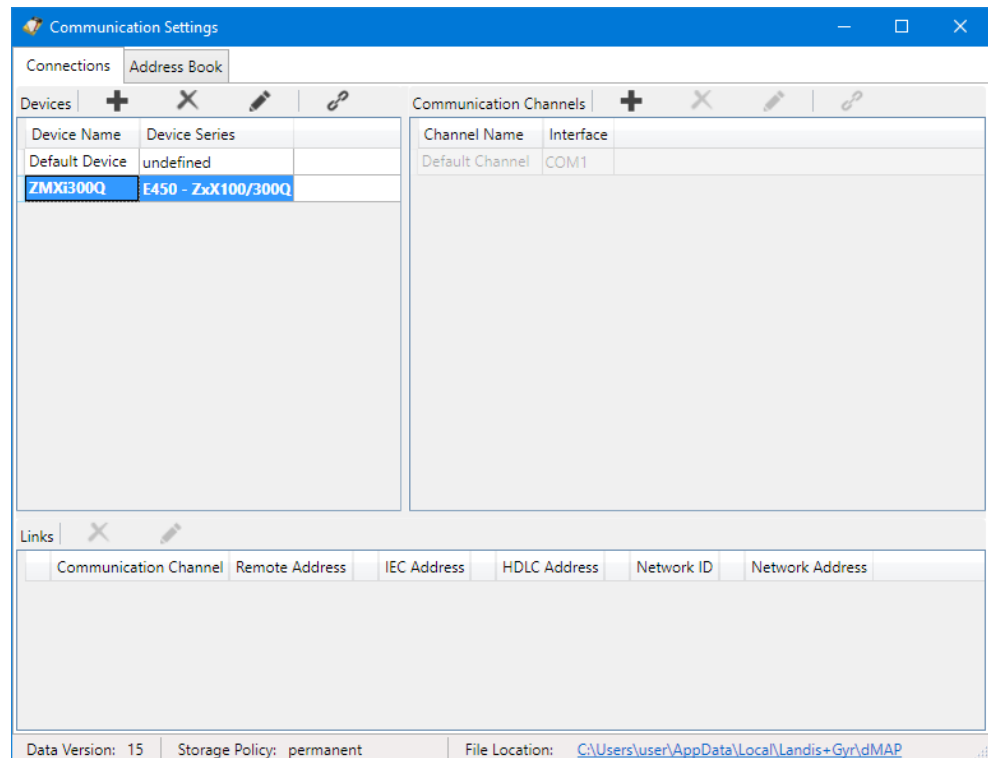 Communication Settings
Connections Address Book
Devices
Communication Channels
Device Name Device Series
Default Device undefined
ZMXi300Q E450 - ZxX100/300Q
Channel Name Interface
Default Channel COM1
Links
Communication Channel Remote Address IEC Address HDLC Address Network ID Network Address
Data Version: 15 Storage Policy: permanent File Location: C:\Users\user\AppData\Local\Landis+Gyr\dMAP